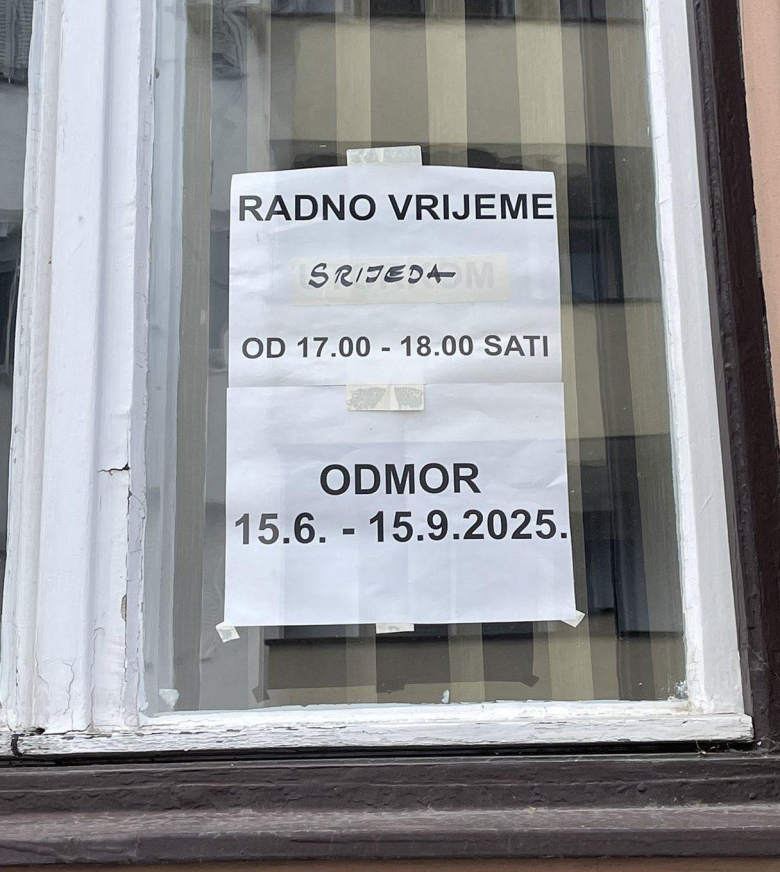 RADNO VRIJEME
SRIJEDA
OD 17.00 - 18.00 SATI
ODMOR
15.6. - 15.9.2025.